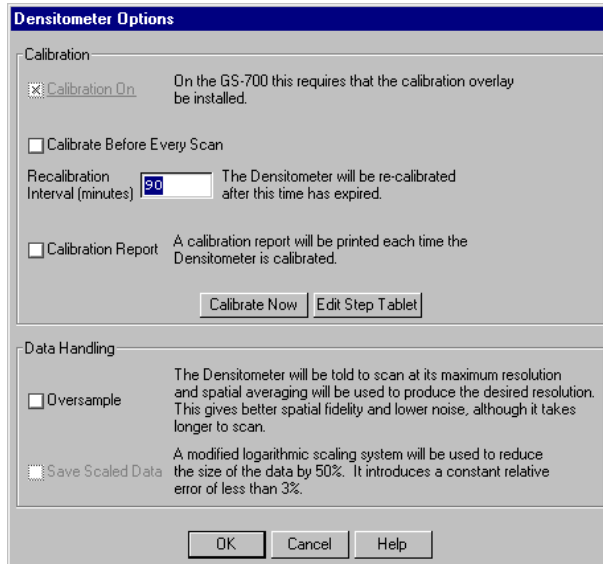 Densitometer Options
Calibration
Calibration On
On the GS-700 this requires that the calibration overlay
be installed.
Calibrate Before Every Scan
Recalibration
Interval (minutes)
90
The Densitometer will be re-calibrated
after this time has expired.
Calibration Report
A calibration report will be printed each time the
Densitometer is calibrated.
Calibrate Now
Edit Step Tablet
Data Handling
Oversample
The Densitometer will be told to scan at its maximum resolution
and spatial averaging will be used to produce the desired resolution.
This gives better spatial fidelity and lower noise, although it takes
longer to scan.
Save Scaled Data
A modified logarithmic scaling system will be used to reduce
the size of the data by 50%. It introduces a constant relative
error of less than 3%.
OK
Cancel
Help